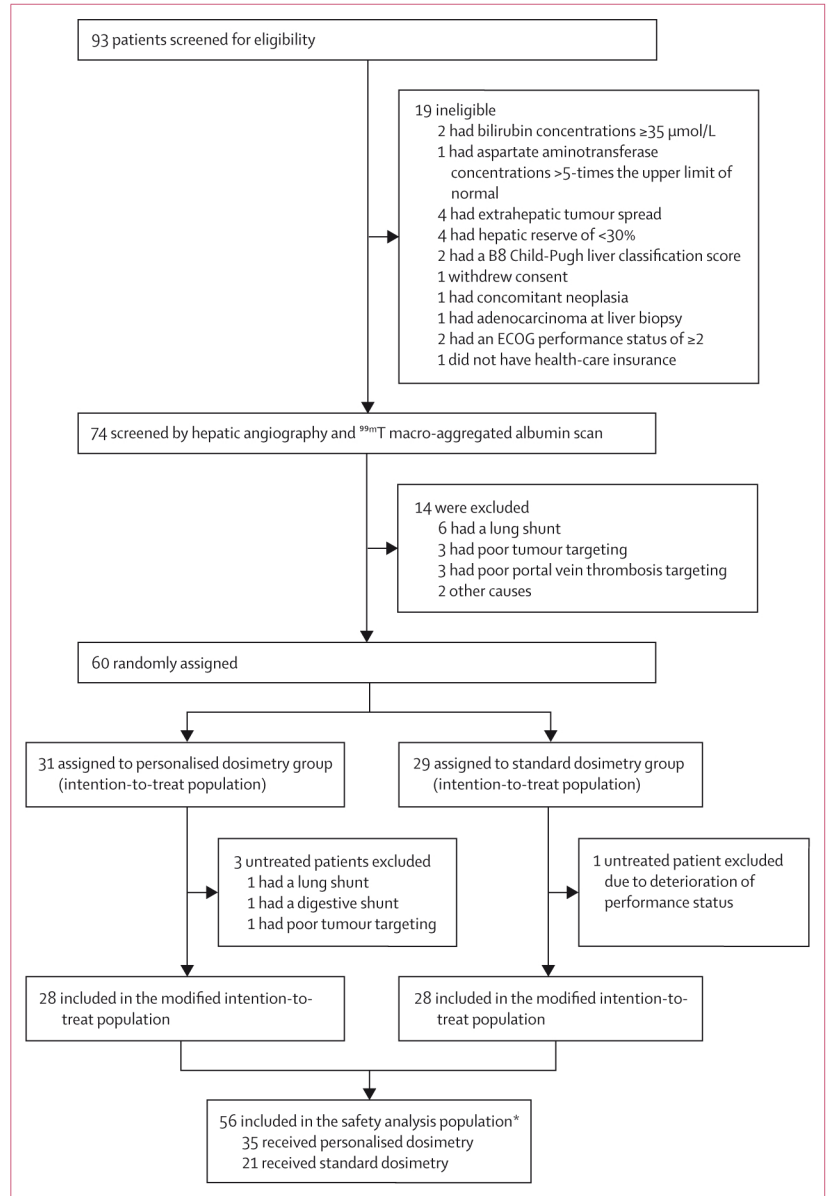 93 patients screened for eligibility
19 ineligible
2 had bilirubin concentrations ≥35 µmol/L
1 had aspartate aminotransferase
concentrations >5-times the upper limit of
normal
4 had extrahepatic tumour spread
4 had hepatic reserve of <30%
2 had a B8 Child-Pugh liver classification score
1 withdrew consent
1 had concomitant neoplasia
1 had adenocarcinoma at liver biopsy
2 had an ECOG performance status of ≥2
1 did not have health-care insurance
74 screened by hepatic angiography and ⁹⁹ᵐT macro-aggregated albumin scan
14 were excluded
6 had a lung shunt
3 had poor tumour targeting
3 had poor portal vein thrombosis targeting
2 other causes
60 randomly assigned
31 assigned to personalised dosimetry group
(intention-to-treat population)
29 assigned to standard dosimetry group
(intention-to-treat population)
3 untreated patients excluded
1 had a lung shunt
1 had a digestive shunt
1 had poor tumour targeting
1 untreated patient excluded
due to deterioration of
performance status
28 included in the modified intention-to-
treat population
28 included in the modified intention-to-
treat population
56 included in the safety analysis population*
35 received personalised dosimetry
21 received standard dosimetry